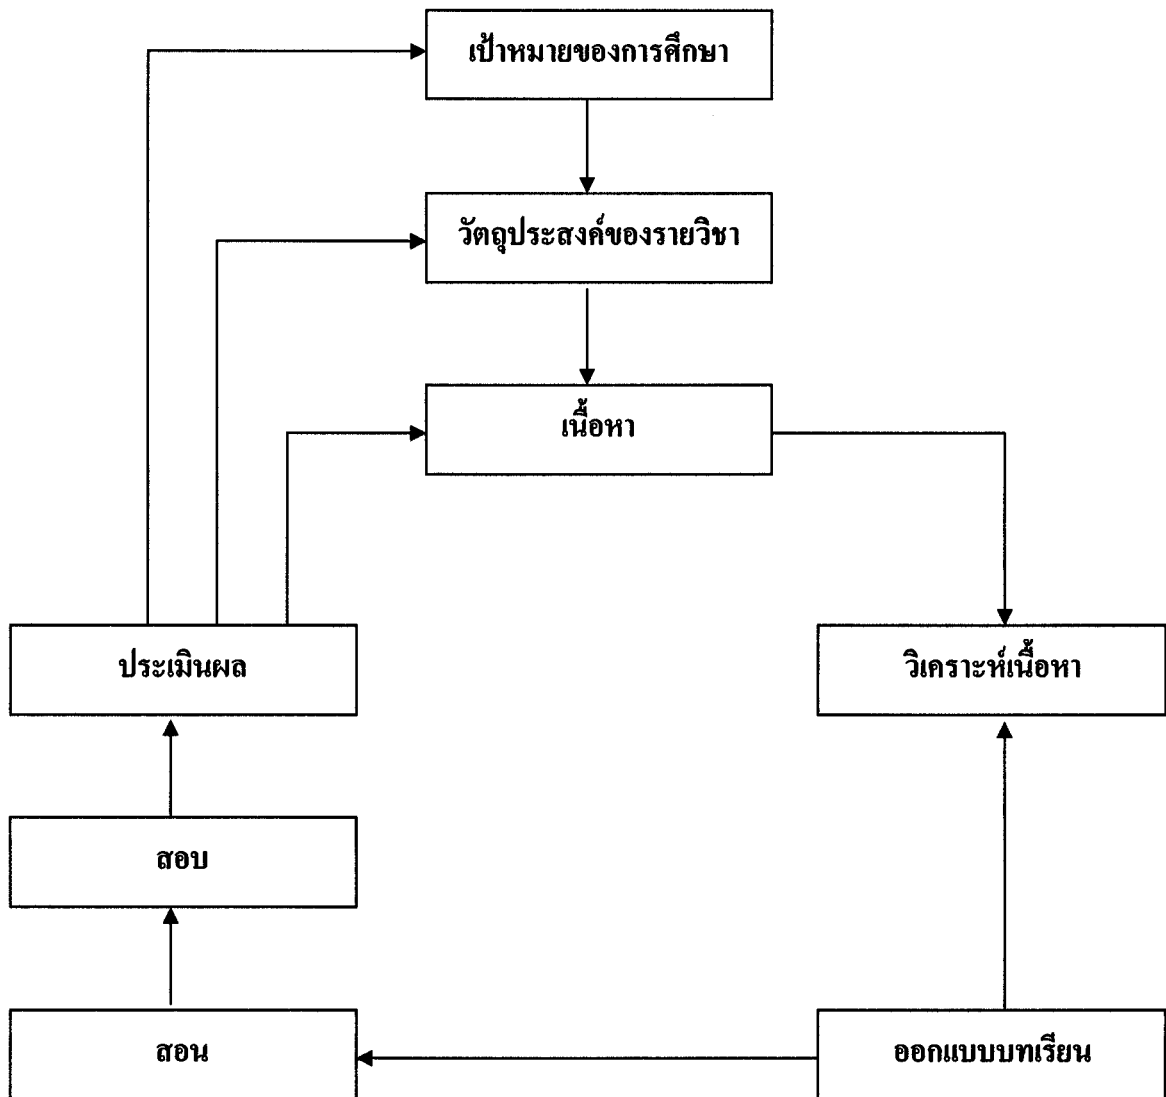 เป้าหมายของการศึกษา
วัตถุประสงค์ของรายวิชา
เนื้อหา
ประเมินผล
วิเคราะห์เนื้อหา
สอบ
สอน
ออกแบบบทเรียน